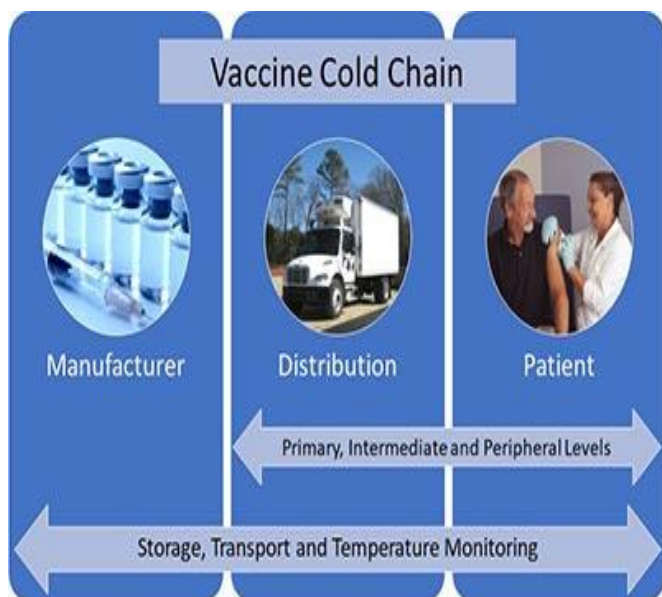 Vaccine Cold Chain
Manufacturer
Distribution
Patient
Primary, Intermediate and Peripheral Levels
Storage, Transport and Temperature Monitoring